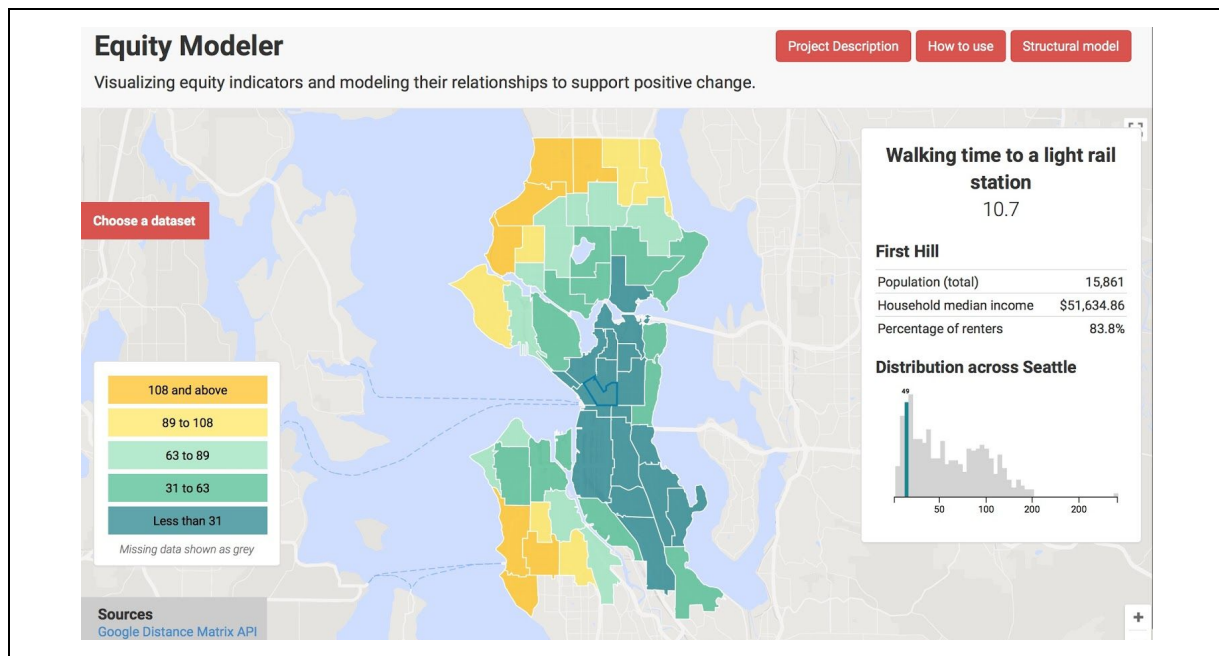 Equity Modeler
Project Description
How to use
Structural model
Visualizing equity indicators and modeling their relationships to support positive change.
Choose a dataset
108 and above
89 to 108
63 to 89
31 to 63
Less than 31
Missing data shown as grey
Sources
Google Distance Matrix API
Walking time to a light rail
station
10.7
First Hill
Population (total) 15,861
Household median income $51,634.86
Percentage of renters 83.8%
Distribution across Seattle
49
50 100 200 200
+